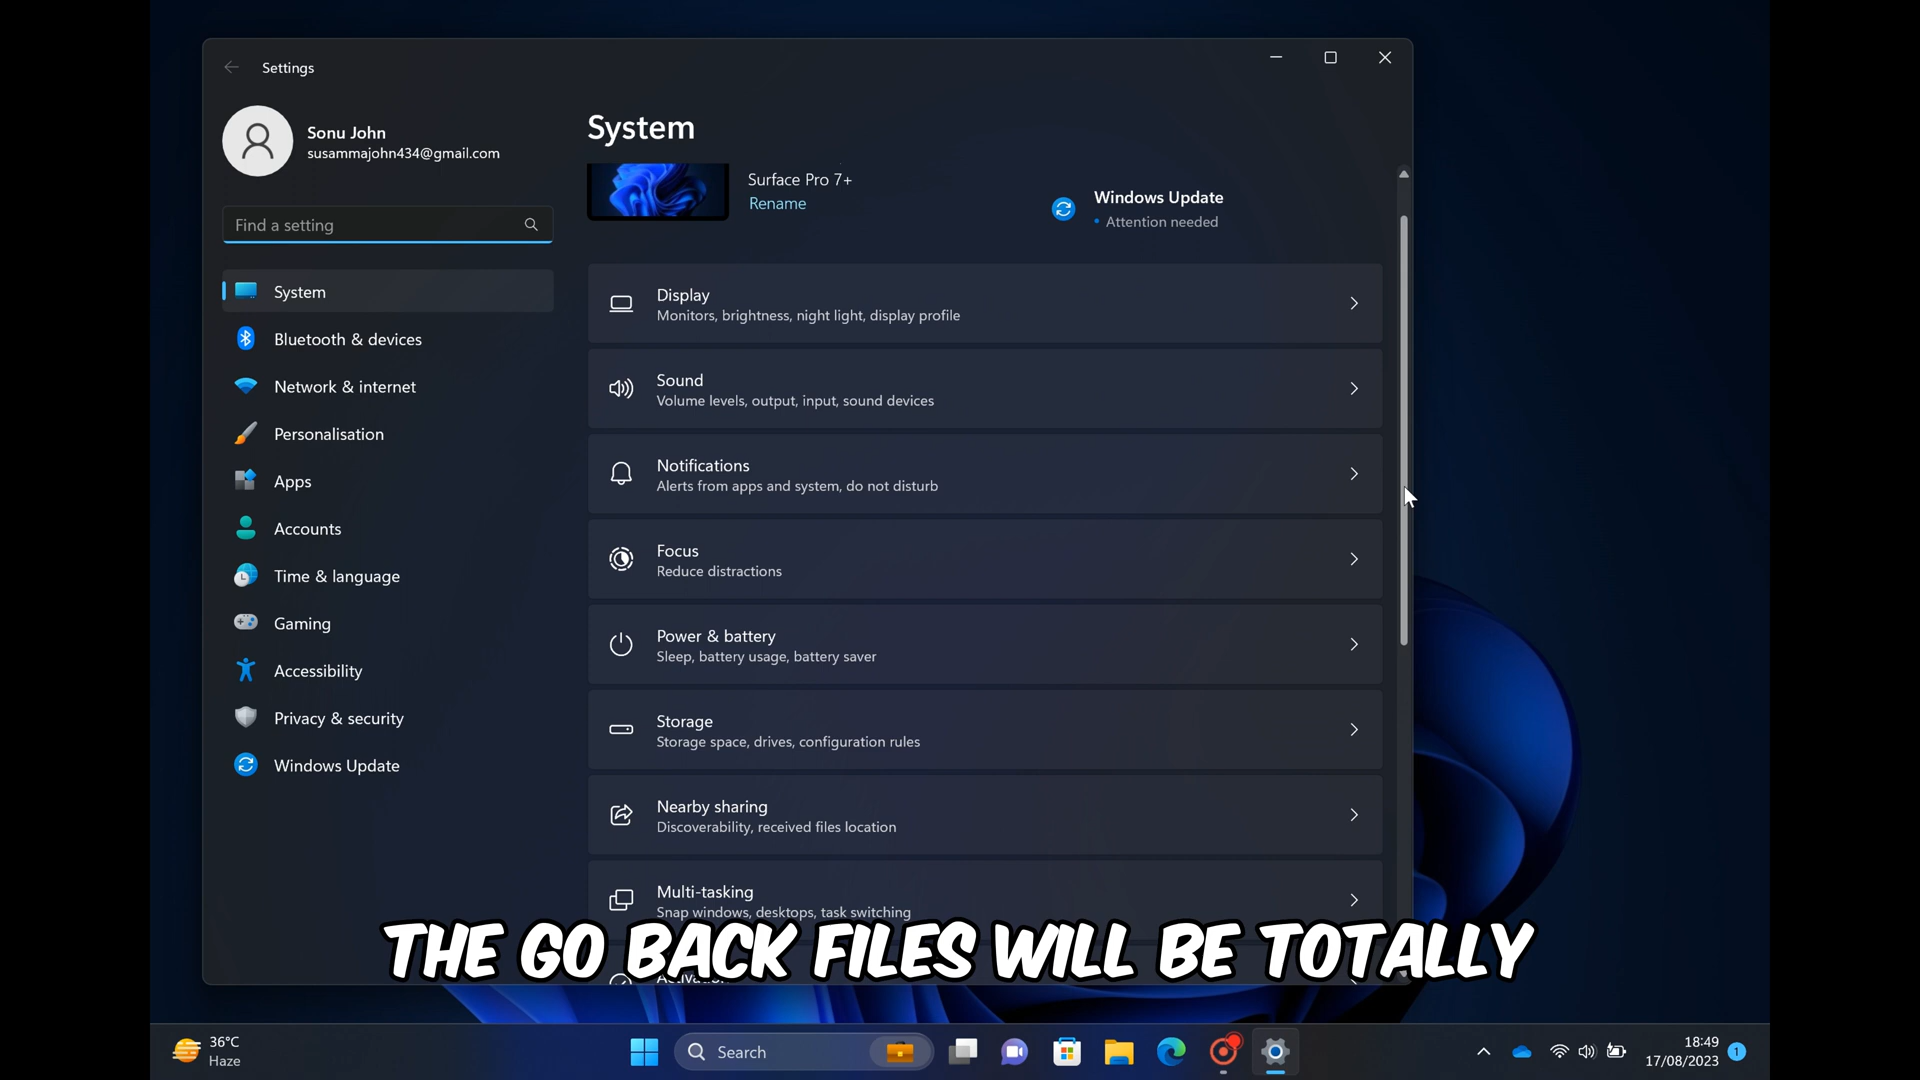 Settings
Sonu John
susammajohn434@gmail.com
Find a setting
System
Bluetooth & devices
Network & internet
Personalisation
Apps
Accounts
Time & language
Gaming
Accessibility
Privacy & security
Windows Update
System
Surface Pro 7+
Rename
Windows Update
Attention needed
Display
Monitors, brightness, night light, display profile
Sound
Volume levels, output, input, sound devices
Notifications
Alerts from apps and system, do not disturb
Focus
Reduce distractions
Power & battery
Sleep, battery usage, battery saver
Storage
Storage space, drives, configuration rules
Nearby sharing
Discoverability, received files location
Multi-tasking
Snap windows, desktops, task switching
THE GO BACK FILES WILL BE TOTALLY
36°C
Haze
Search
18:49
17/08/2023
1